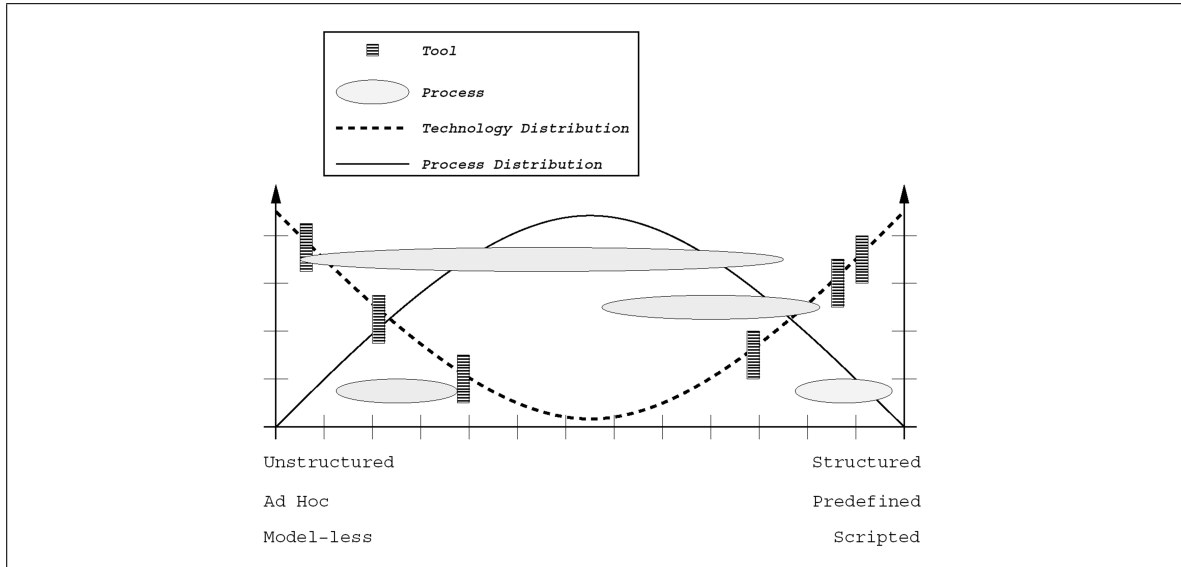 Tool
Process
Technology Distribution
Process Distribution
Unstructured Structured
Ad Hoc Predefined
Model-less Scripted